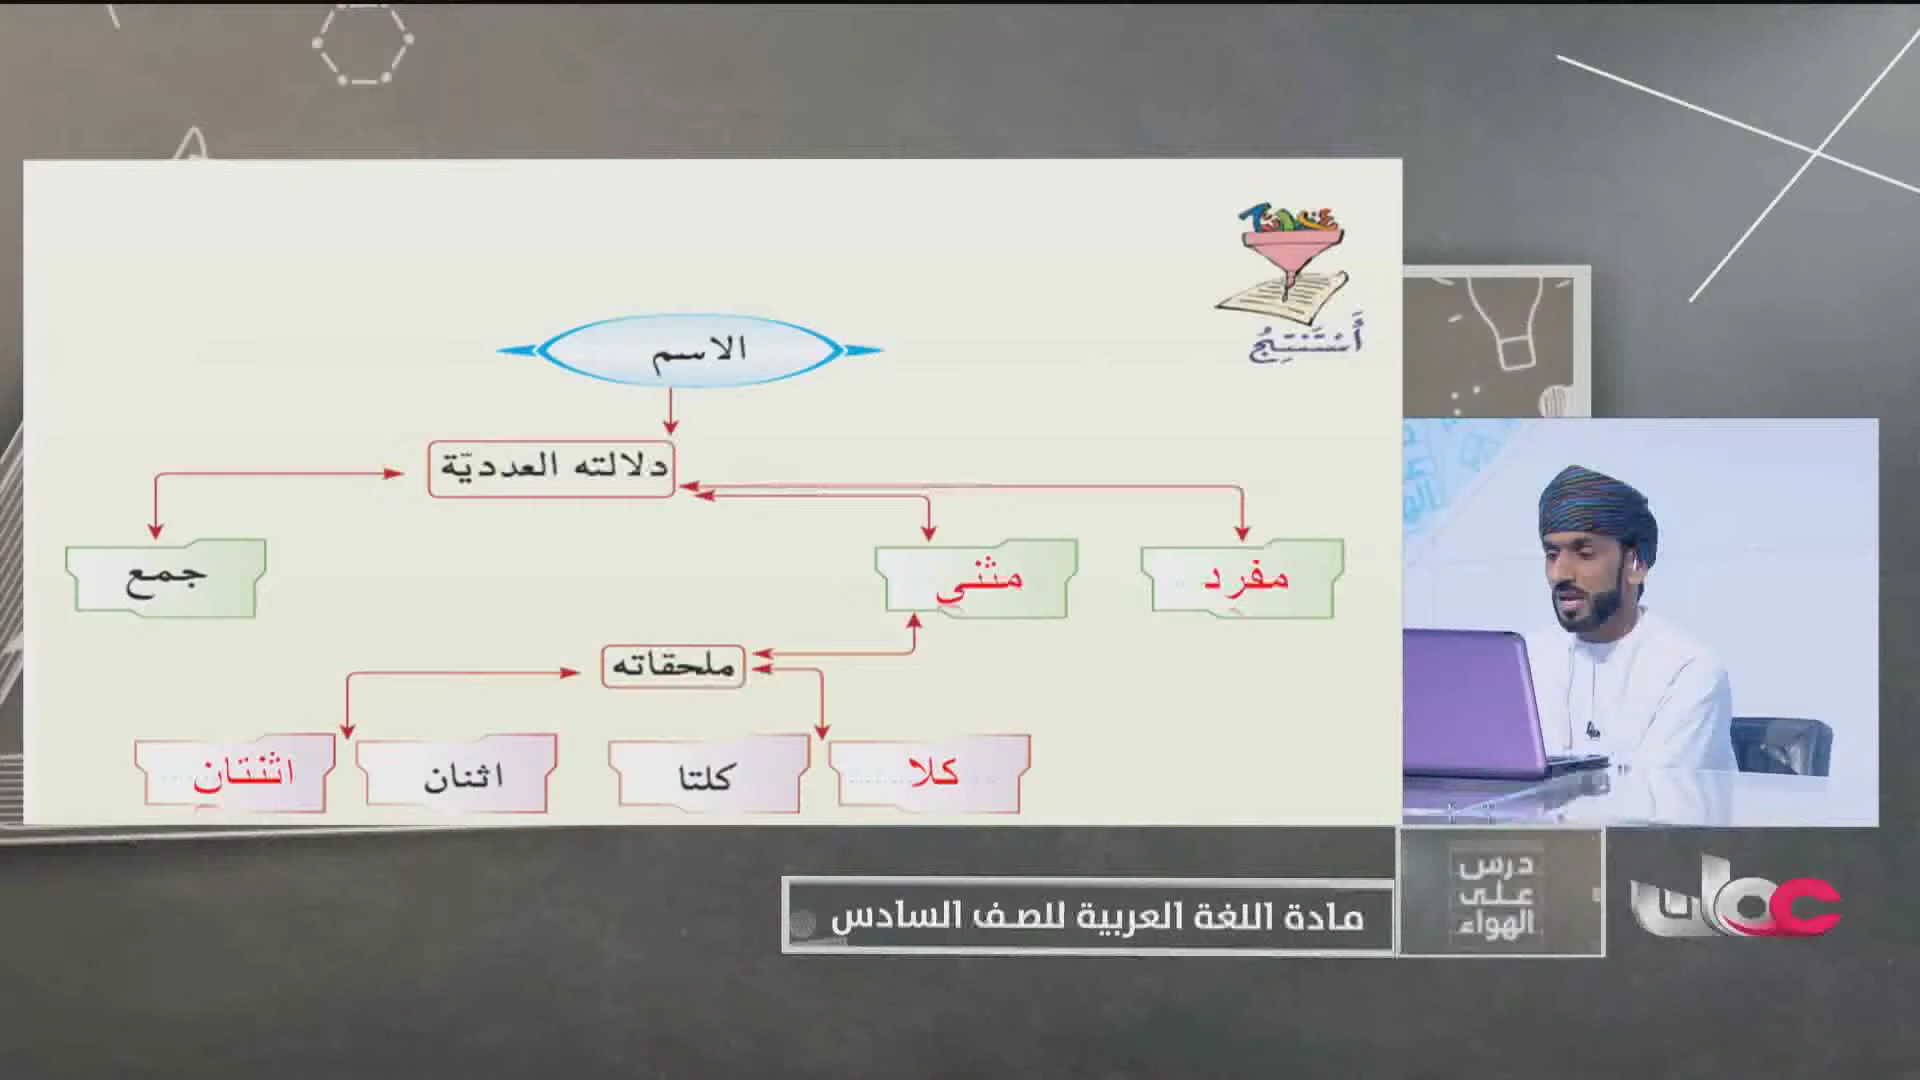 أَسْتَنْتِجُ
الاسم
دلالته العدديّة
مفرد
مثنى
جمع
ملحقاته
كلا
كلتا
اثنان
اثنتان
مادة اللغة العربية للصف السادس
درس
على
الهواء